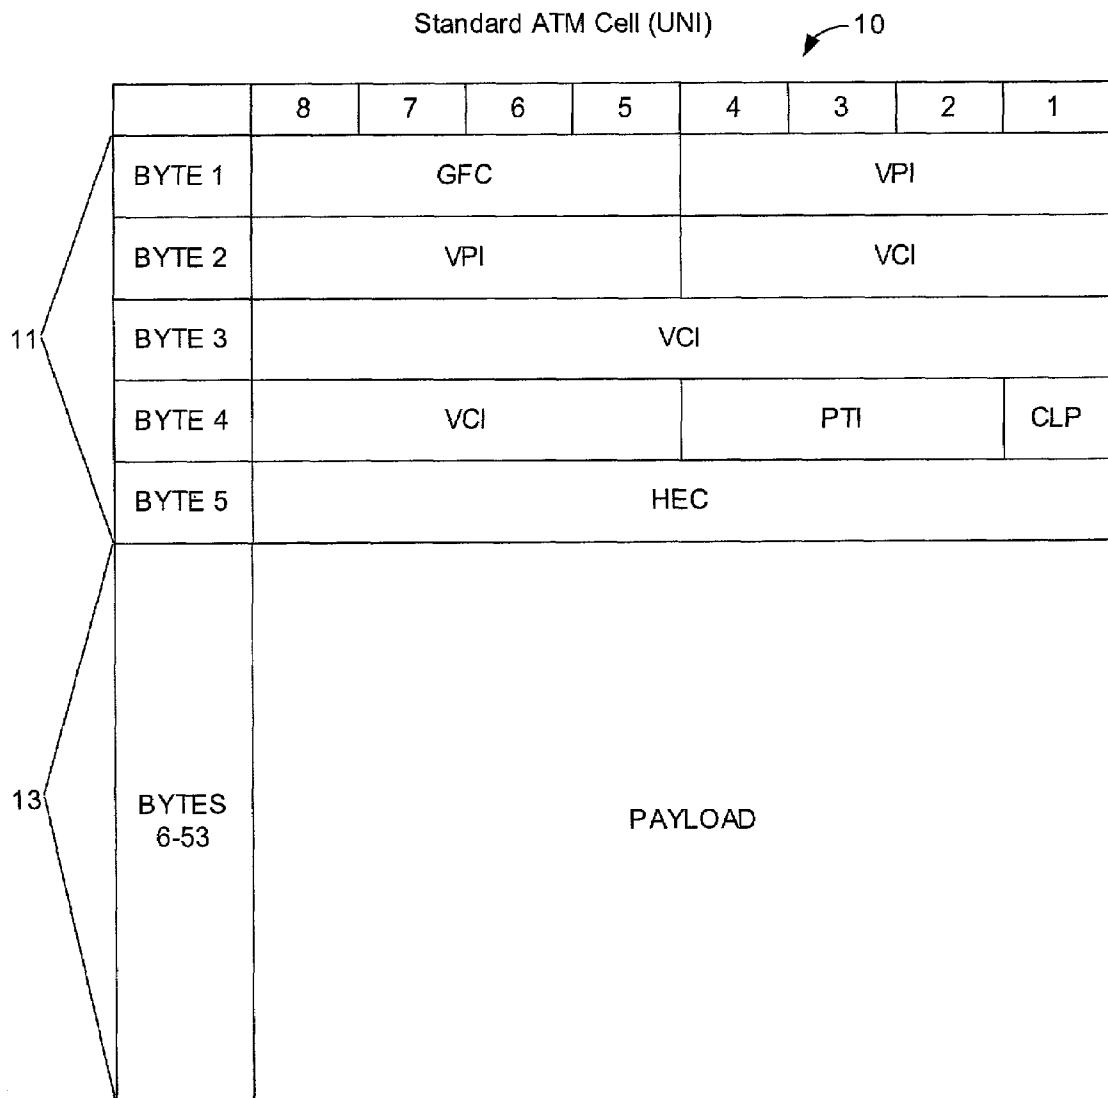 Standard ATM Cell (UNI)
10
8 7 6 5 4 3 2 1
BYTE 1 GFC VPI
BYTE 2 VPI VCI
11
BYTE 3 VCI
BYTE 4 VCI PTI CLP
BYTE 5 HEC
13
BYTES
6-53
PAYLOAD